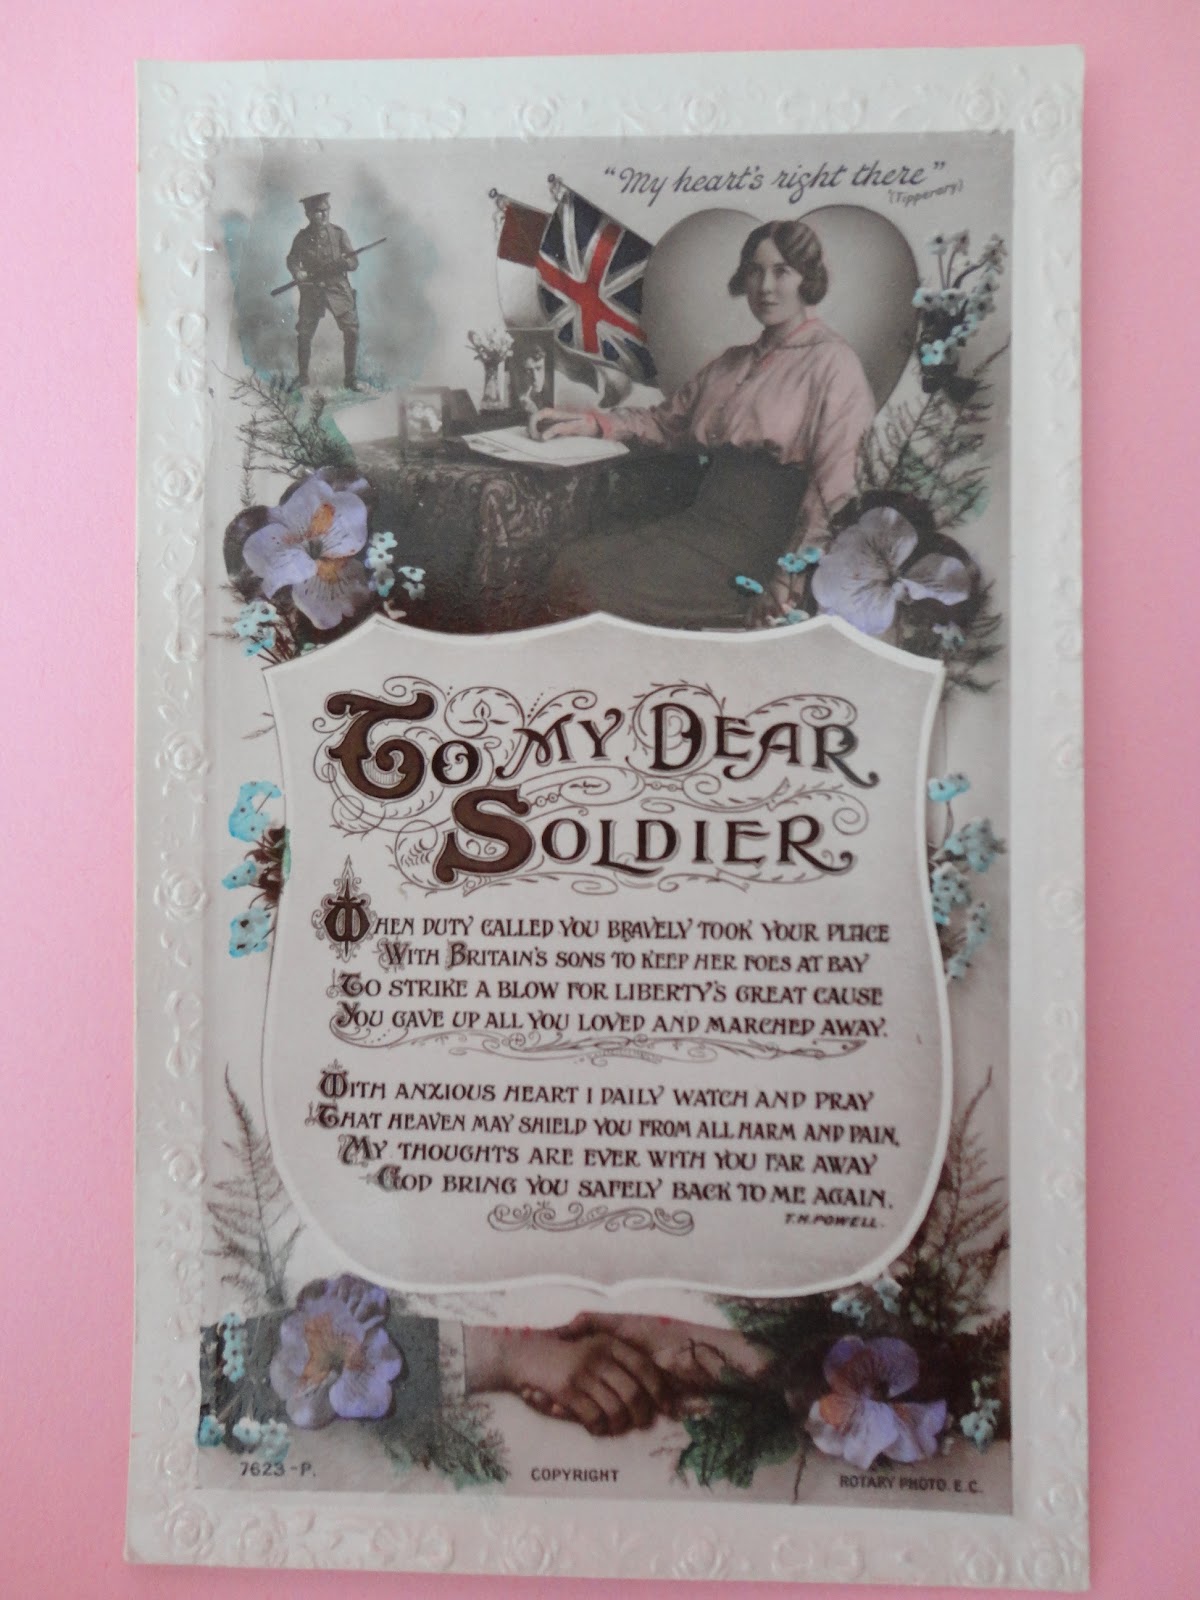 "My heart's right there"
(Tipperary)
To my Dear
Soldier
When duty called you bravely took your place
With Britain's sons to keep her foes at bay
To strike a blow for liberty's great cause
You gave up all you loved and marched away.
With anxious heart I daily watch and pray
That heaven may shield you from all harm and pain,
My thoughts are ever with you far away
God bring you safely back to me again.
T.H. Powell.
7623-P.
COPYRIGHT
ROTARY PHOTO. E.C.